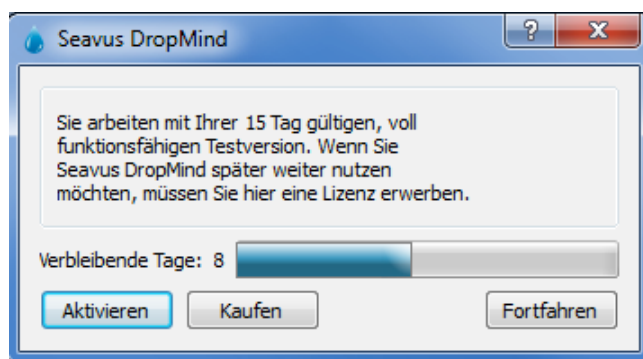 Seavus DropMind
?
X
Sie arbeiten mit Ihrer 15 Tag gültigen, voll
funktionsfähigen Testversion. Wenn Sie
Seavus DropMind später weiter nutzen
möchten, müssen Sie hier eine Lizenz erwerben.
Verbleibende Tage: 8
Aktivieren
Kaufen
Fortfahren